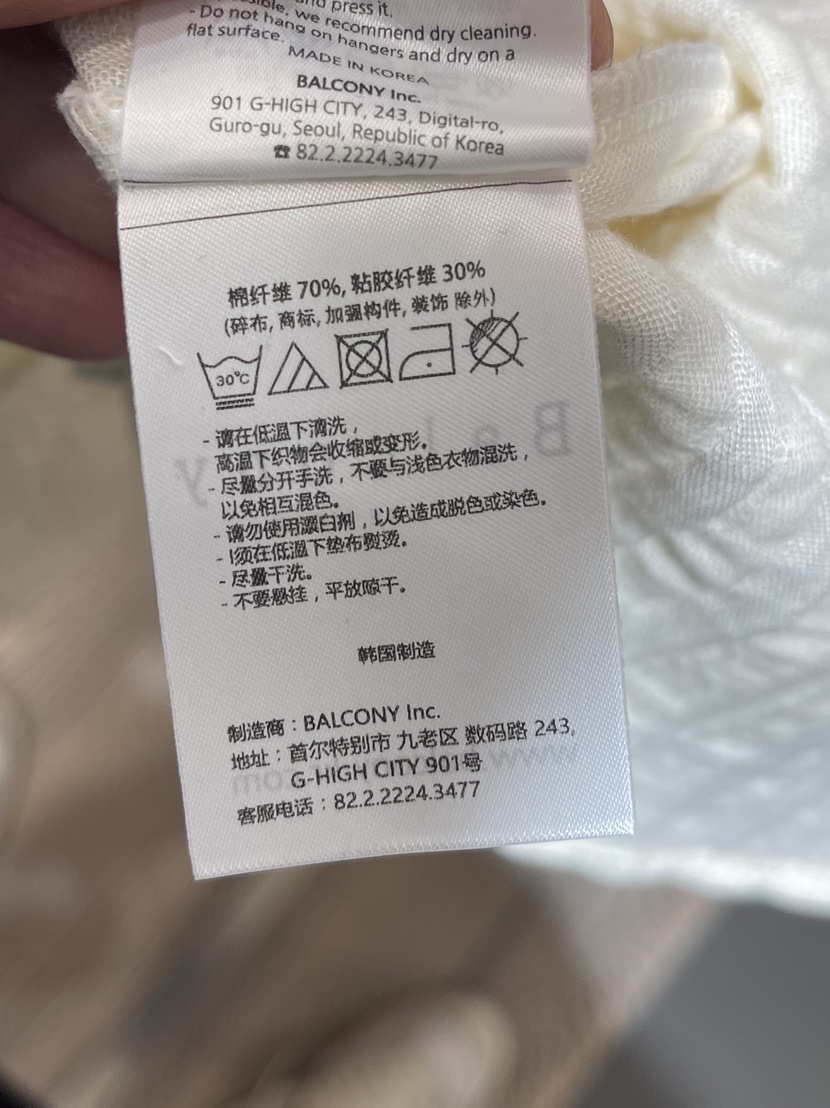 and press it.
we recommend dry cleaning.
- Do not hang on hangers and dry on a
flat surface.
MADE IN KOREA
BALCONY Inc.
901 G-HIGH CITY, 243, Digital-ro,
Guro-gu, Seoul, Republic of Korea
☎ 82.2.2224.3477
棉纤维 70%, 粘胶纤维 30%
(碎布, 商标, 加强构件, 装饰 除外)
30°C
- 请在低温下清洗，
高温下织物会收缩或变形。
- 尽量分开手洗，不要与浅色衣物混洗，
以免相互混色。
- 请勿使用漂白剂，以免造成脱色或染色。
- 须在低温下垫布熨烫。
- 尽量干洗。
- 不要悬挂，平放晾干。
韩国制造
制造商：BALCONY Inc.
地址：首尔特别市 九老区 数码路 243,
G-HIGH CITY 901号
客服电话：82.2.2224.3477